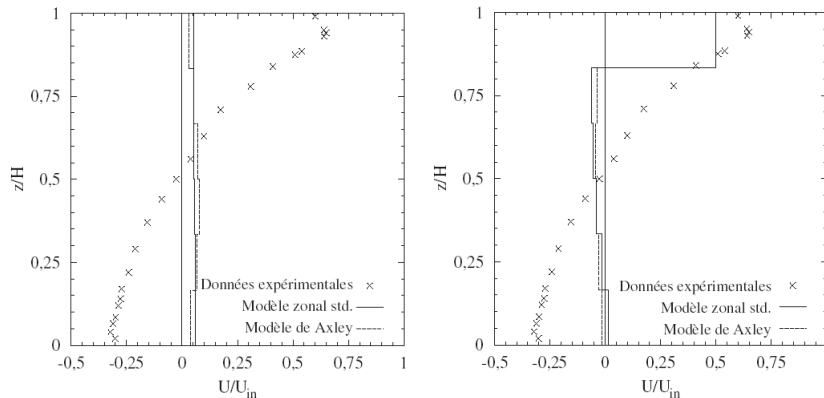 1
0,75
z/H
0,5
0,25
0
Données expérimentales
Modèle zonal std.
Modèle de Axley
-0,5 -0,25 0 0,25 0,5 0,75 1
U/Uin
1
0,75
z/H
0,5
0,25
0
Données expérimentales
Modèle zonal std.
Modèle de Axley
-0,5 -0,25 0 0,25 0,5 0,75
U/Uin